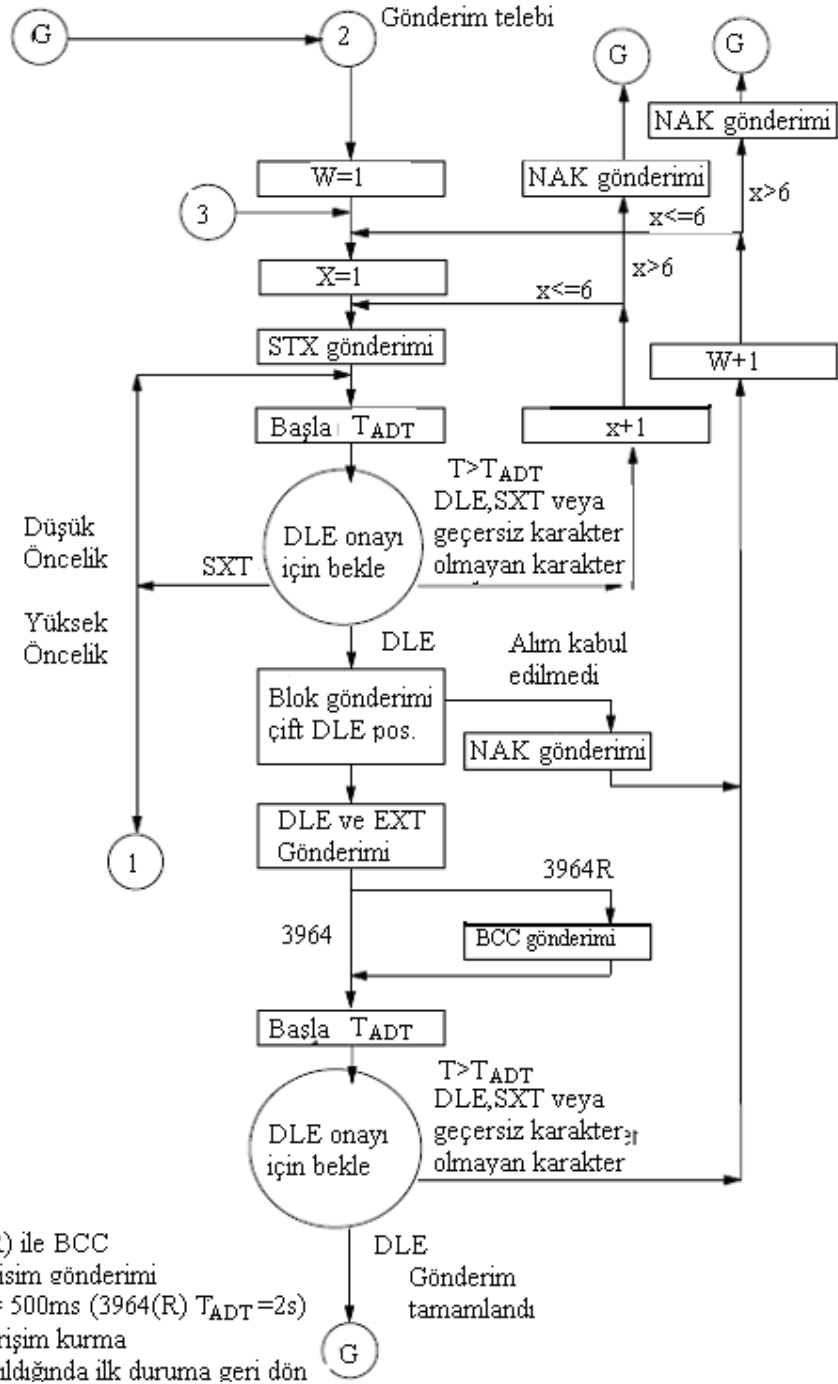 G
2
Gönderim telebi
G
G
NAK gönderimi
W=1
NAK gönderimi
3
x<=6
x>6
X=1
x<=6
x>6
STX gönderimi
W+1
Başla TADT
x+1
T>TADT
DLE,SXT veya
geçersiz karakter
olmayan karakter
DLE onayı
için bekle
Düşük
Öncelik
SXT
Yüksek
Öncelik
DLE
Alım kabul
edilmedi
Blok gönderimi
çift DLE pos.
NAK gönderimi
DLE ve EXT
Gönderimi
1
3964R
3964
BCC gönderimi
Başla TADT
T>TADT
DLE,SXT veya
geçersiz karakter
olmayan karakter
DLE onayı
için bekle
) ile BCC
isim gönderimi
= 500ms (3964(R) TADT=2s)
rişim kurma
ıldığında ilk duruma geri dön
DLE
Gönderim
tamamlandı
G